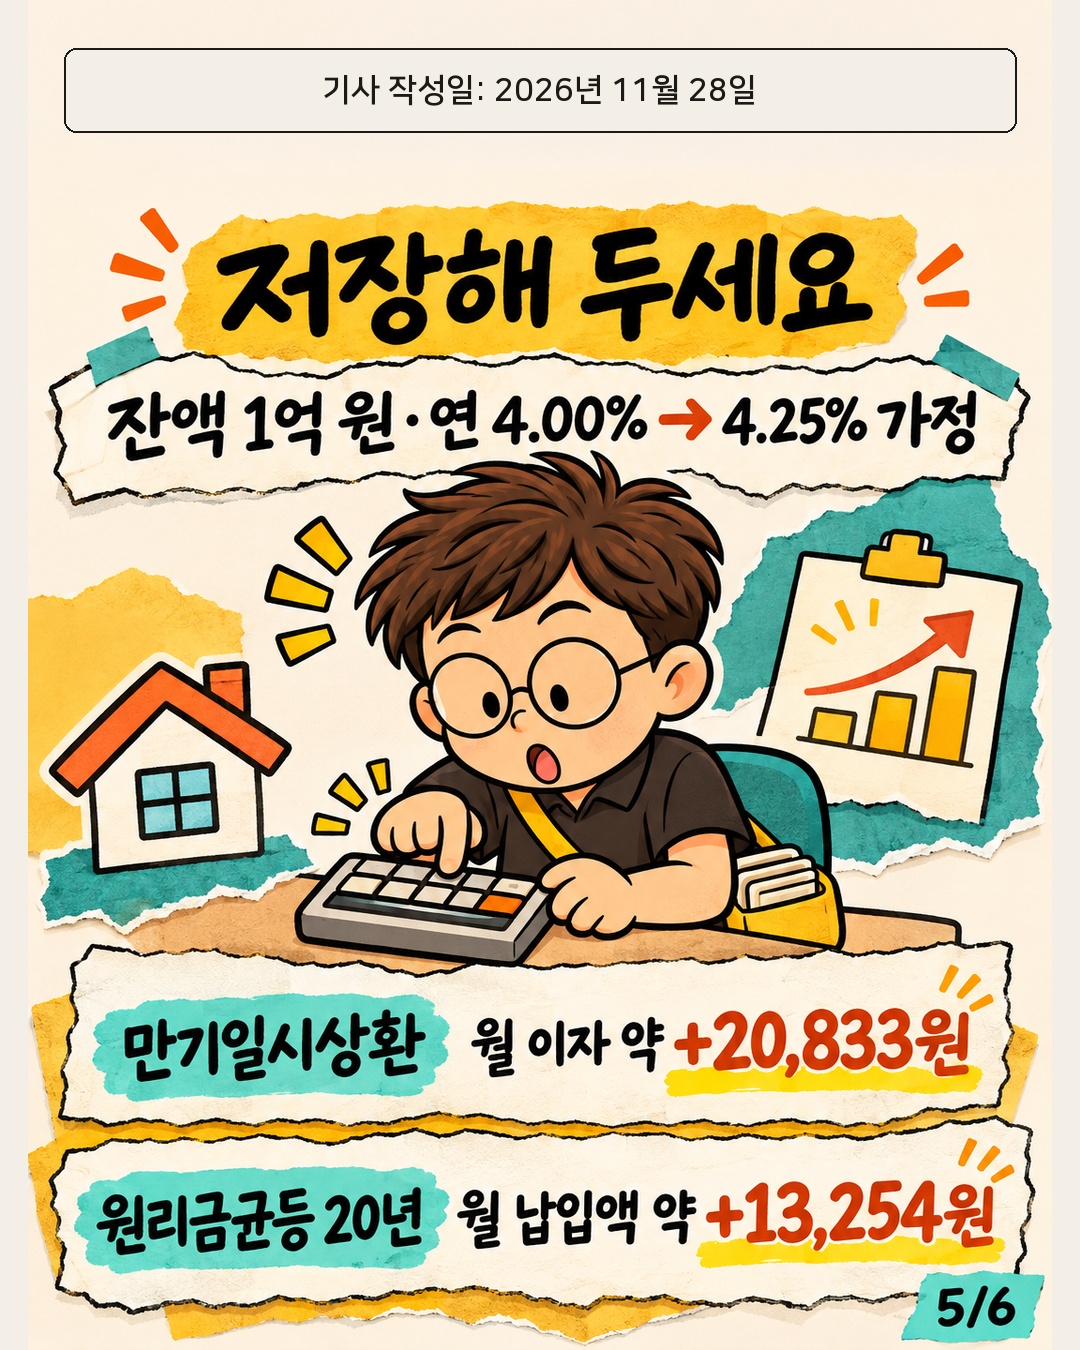 기사 작성일: 2026년 11월 28일
저장해 두세요
잔액 1억 원·연 4.00% → 4.25% 가정
만기일시상환 월 이자 약 +20,833원
원리금균등 20년 월 납입액 약 +13,254원
5/6